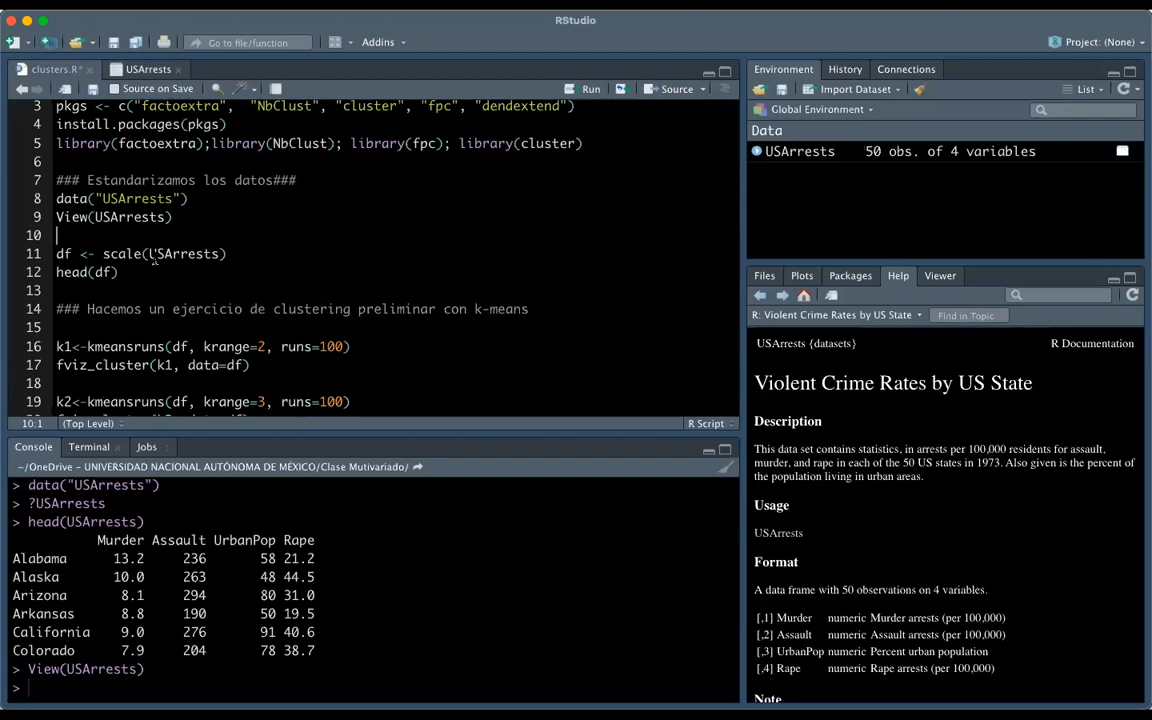 RStudio
Go to file/function
Addins
Project: (None)
clusters.R*
USArrests
Source on Save
Run
Source
3 pkgs <- c("factoextra",  "NbClust", "cluster", "fpc", "dendextend")
4 install.packages(pkgs)
5 library(factoextra);library(NbClust); library(fpc); library(cluster)
6
7 ### Estandarizamos los datos###
8 data("USArrests")
9 View(USArrests)
10
11 df <- scale(USArrests)
12 head(df)
13
14 ### Hacemos un ejercicio de clustering preliminar con k-means
15
16 k1<-kmeansruns(df, krange=2, runs=100)
17 fviz_cluster(k1, data=df)
18
19 k2<-kmeansruns(df, krange=3, runs=100)
10:1 (Top Level) R Script
Console Terminal Jobs
~/OneDrive – UNIVERSIDAD NACIONAL AUTÓNOMA DE MÉXICO/Clase Mutivariado/
> data("USArrests")
> ?USArrests
> head(USArrests)
Murder Assault UrbanPop Rape
Alabama 13.2 236 58 21.2
Alaska 10.0 263 48 44.5
Arizona 8.1 294 80 31.0
Arkansas 8.8 190 50 19.5
California 9.0 276 91 40.6
Colorado 7.9 204 78 38.7
> View(USArrests)
>
Environment History Connections
Import Dataset List
Global Environment
Data
USArrests 50 obs. of 4 variables
Files Plots Packages Help Viewer
R: Violent Crime Rates by US State Find in Topic
USArrests {datasets} R Documentation
Violent Crime Rates by US State
Description
This data set contains statistics, in arrests per 100,000 residents for assault,
murder, and rape in each of the 50 US states in 1973. Also given is the percent of
the population living in urban areas.
Usage
USArrests
Format
A data frame with 50 observations on 4 variables.
[,1] Murder numeric Murder arrests (per 100,000)
[,2] Assault numeric Assault arrests (per 100,000)
[,3] UrbanPop numeric Percent urban population
[,4] Rape numeric Rape arrests (per 100,000)
Note